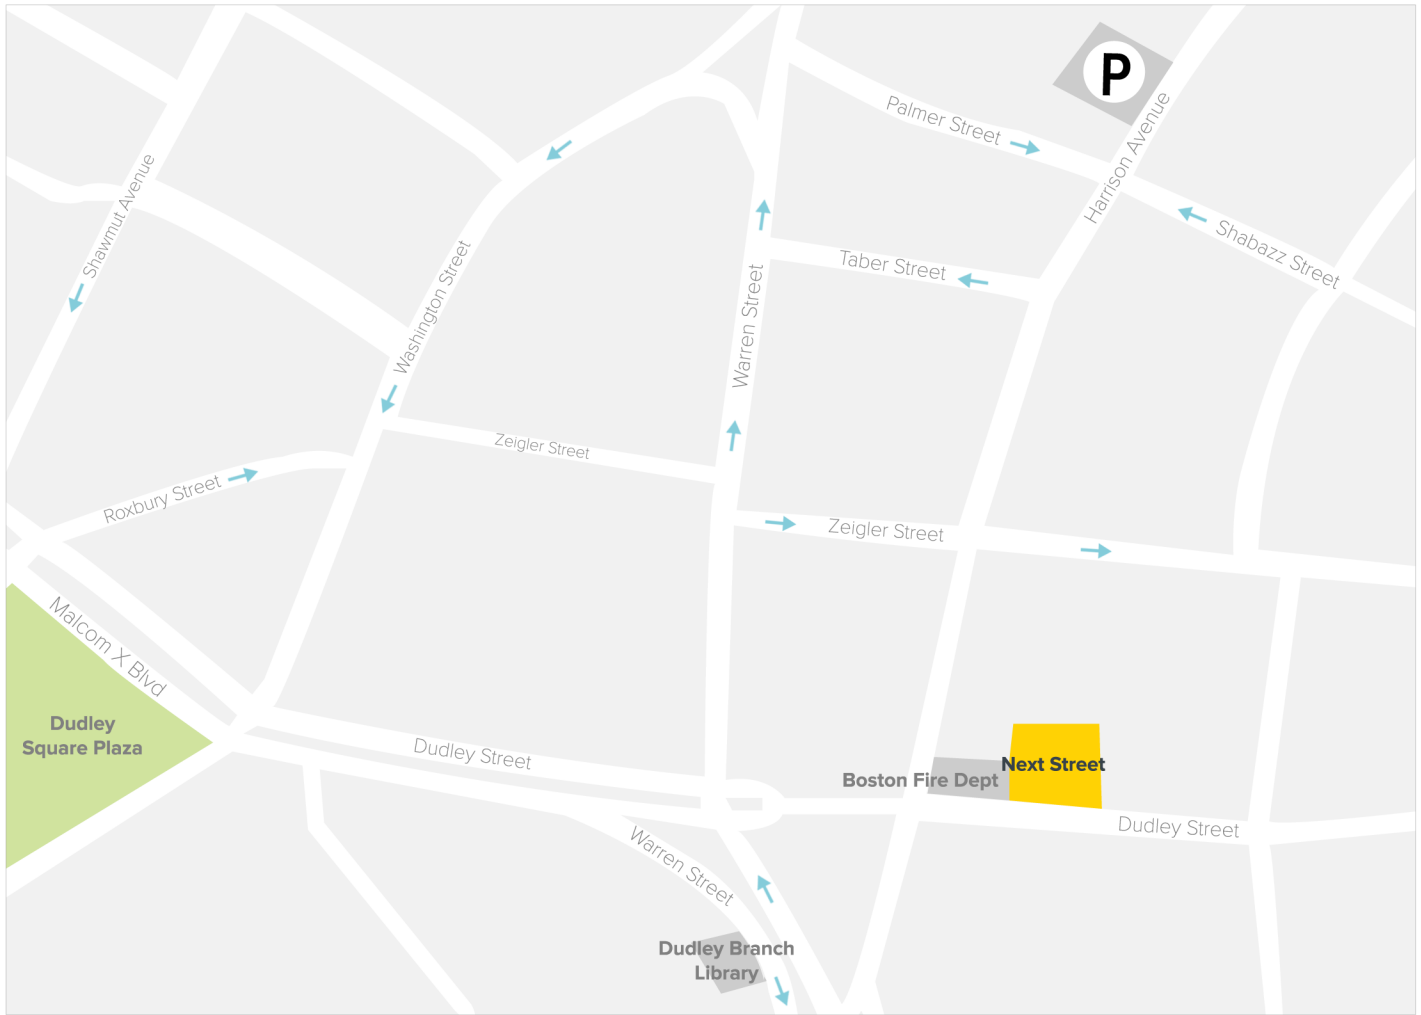 P
Palmer Street
Harrison Avenue
Shawmut Avenue
Washington Street
Taber Street
Shabazz Street
Warren Street
Zeigler Street
Roxbury Street
Zeigler Street
Malcom X Blvd
Dudley
Square Plaza
Dudley Street
Boston Fire Dept
Next Street
Dudley Street
Warren Street
Dudley Branch
Library